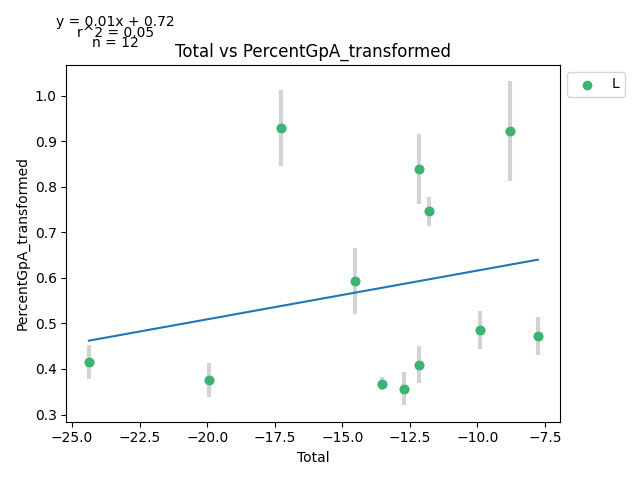 y = 0.01x + 0.72
r^2 = 0.05
n = 12
Total vs PercentGpA_transformed
L
PercentGpA_transformed
1.0
0.9
0.8
0.7
0.6
0.5
0.4
0.3
−25.0 −22.5 −20.0 −17.5 −15.0 −12.5 −10.0 −7.5
Total